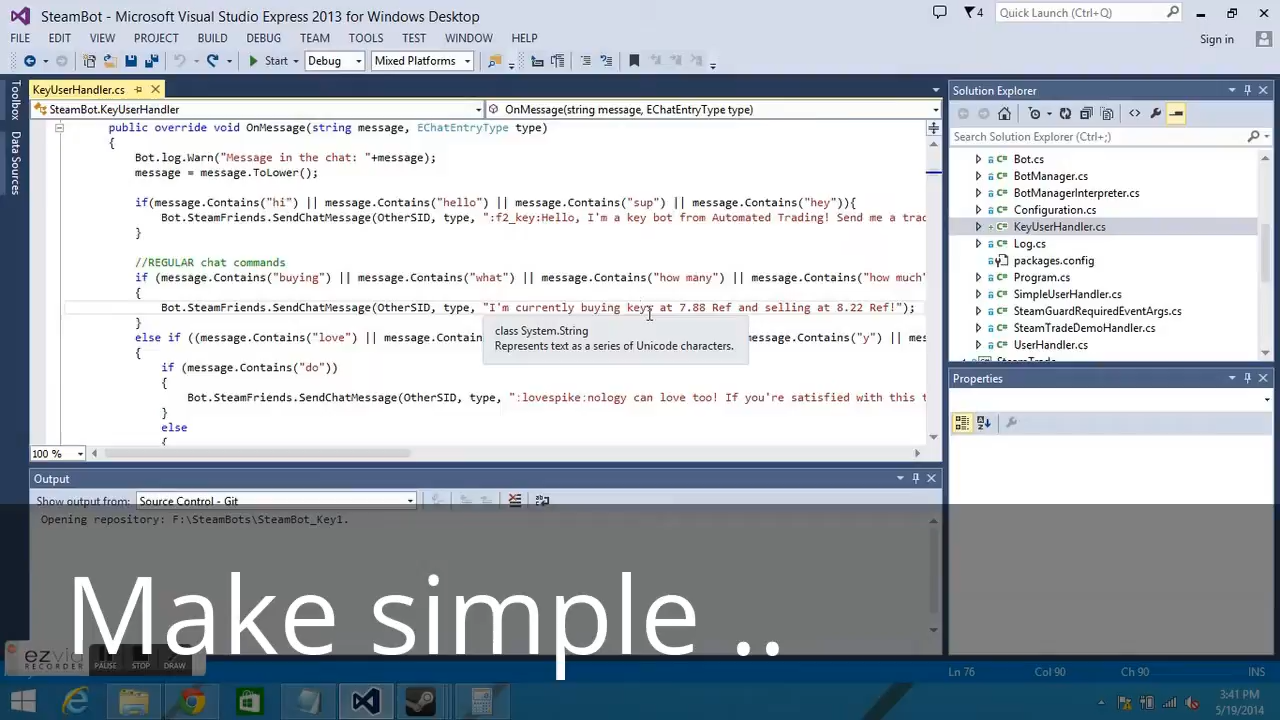 SteamBot - Microsoft Visual Studio Express 2013 for Windows Desktop
4
Quick Launch (Ctrl+Q)
FILE EDIT VIEW PROJECT BUILD DEBUG TEAM TOOLS TEST WINDOW HELP
Sign in
Start Debug Mixed Platforms
Toolbox
Data Sources
KeyUserHandler.cs
SteamBot.KeyUserHandler
OnMessage(string message, EChatEntryType type)
public override void OnMessage(string message, EChatEntryType type)
{
Bot.log.Warn("Message in the chat: "+message);
message = message.ToLower();
if(message.Contains("hi") || message.Contains("hello") || message.Contains("sup") || message.Contains("hey")){
Bot.SteamFriends.SendChatMessage(OtherSID, type, ":f2_key:Hello, I'm a key bot from Automated Trading! Send me a tra
}
//REGULAR chat commands
if (message.Contains("buying") || message.Contains("what") || message.Contains("how many") || message.Contains("how much"
{
Bot.SteamFriends.SendChatMessage(OtherSID, type, "I'm currently buying keys at 7.88 Ref and selling at 8.22 Ref!");
}
class System.String
Represents text as a series of Unicode characters.
else if ((message.Contains("love") || message.Contain
s("y") || mes
{
if (message.Contains("do"))
{
Bot.SteamFriends.SendChatMessage(OtherSID, type, ":lovespike:nology can love too! If you're satisfied with this t
}
else
{
100 %
Solution Explorer
Search Solution Explorer (Ctrl+;)
Bot.cs
BotManager.cs
BotManagerInterpreter.cs
Configuration.cs
KeyUserHandler.cs
Log.cs
packages.config
Program.cs
SimpleUserHandler.cs
SteamGuardRequiredEventArgs.cs
SteamTradeDemoHandler.cs
UserHandler.cs
SteamTrade
Properties
Output
Show output from: Source Control - Git
Opening repository: F:\SteamBots\SteamBot_Key1.
Make simple ..
ezvid
RECORDER
PAUSE STOP DRAW
Ln 76 Col 90 Ch 90 INS
3:41 PM
5/19/2014